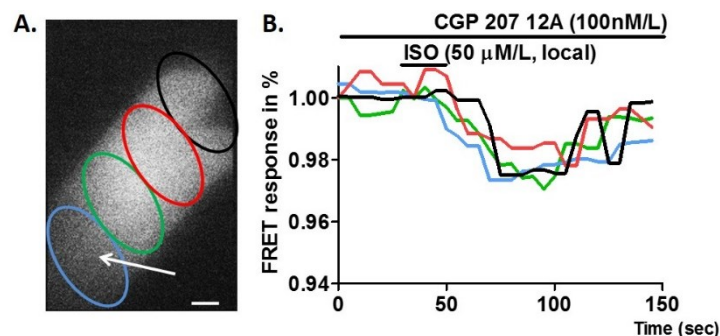 A.
B.
CGP 207 12A (100nM/L)
ISO (50 µM/L, local)
FRET response in %
1.00
0.98
0.96
0.94
0
50
100
150
Time (sec)